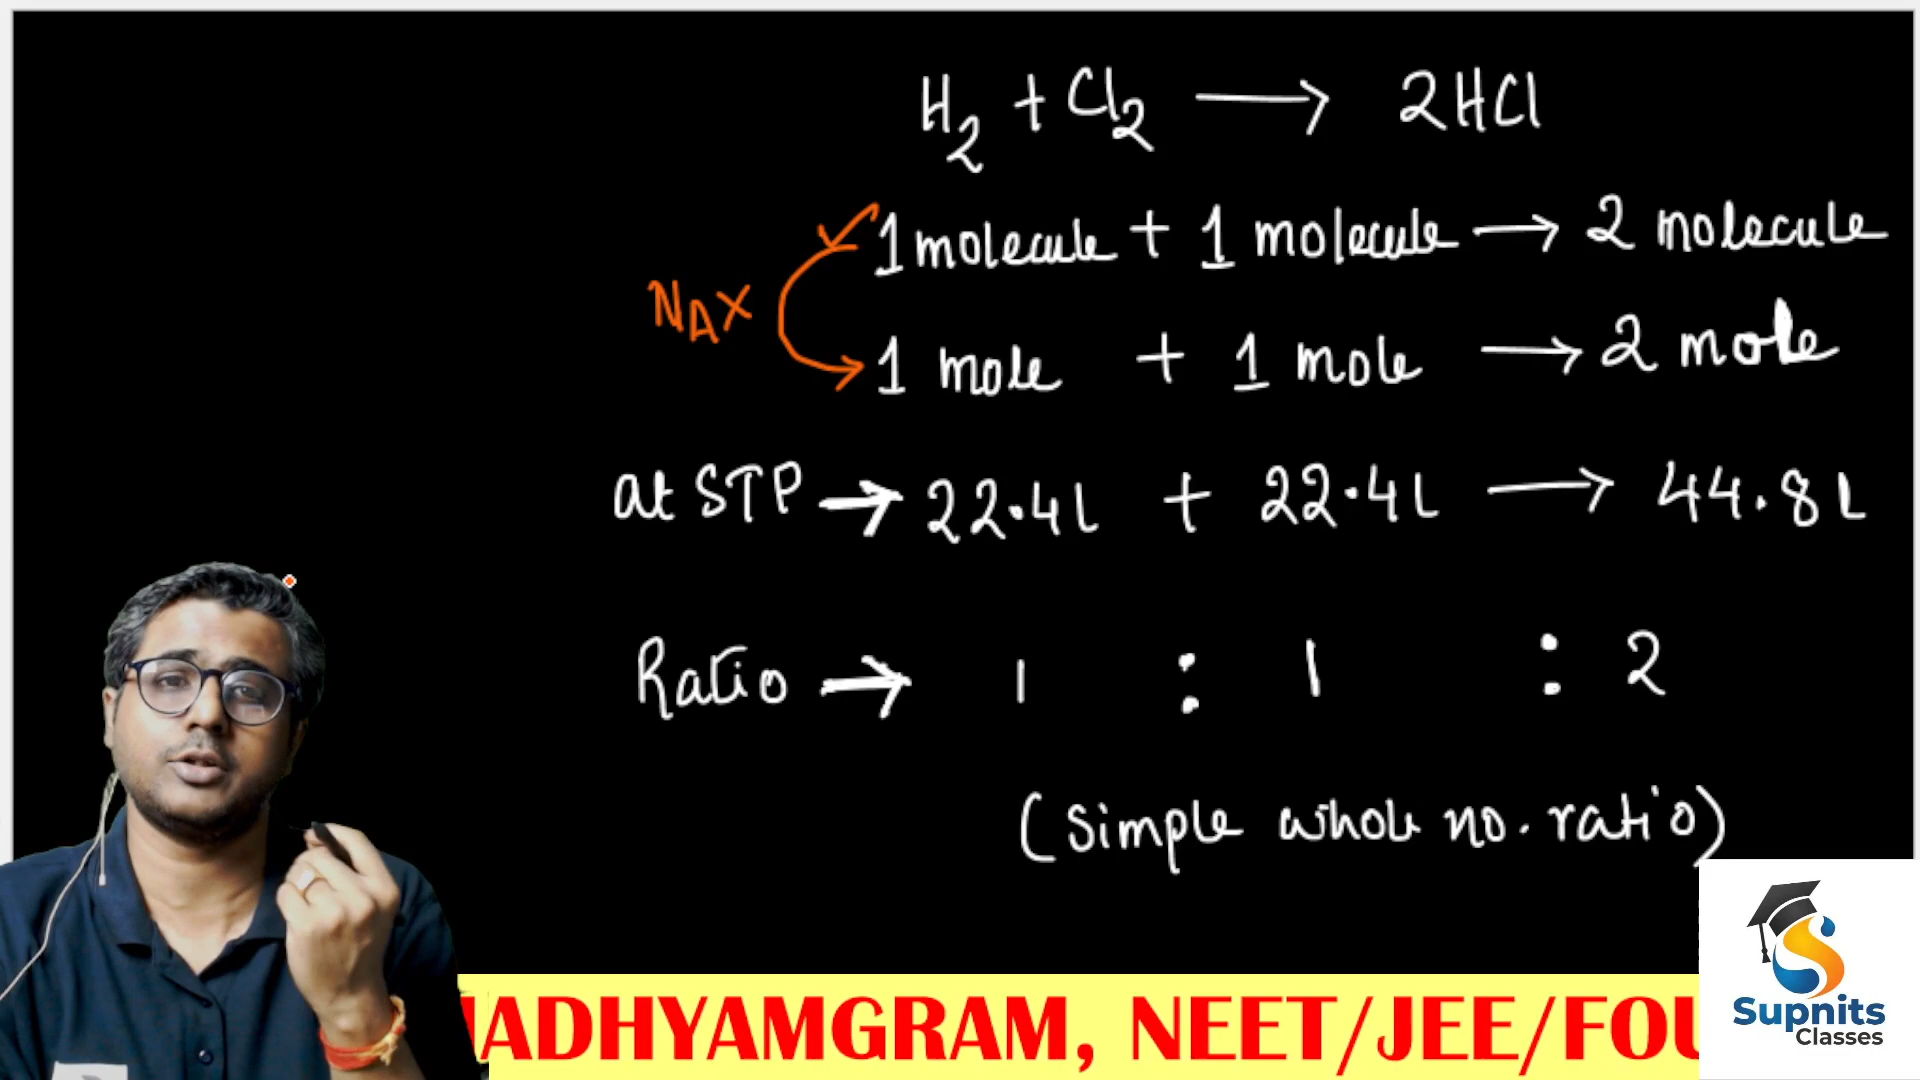 H₂ + Cl₂ → 2HCl
1 molecule + 1 molecule → 2 molecule
NA×
1 mole + 1 mole → 2 mole
at STP → 22.4L + 22.4L → 44.8L
Ratio → 1 : 1 : 2
(simple whole no. ratio)
ADHYAMGRAM, NEET/JEE/FOU
Supnits
Classes